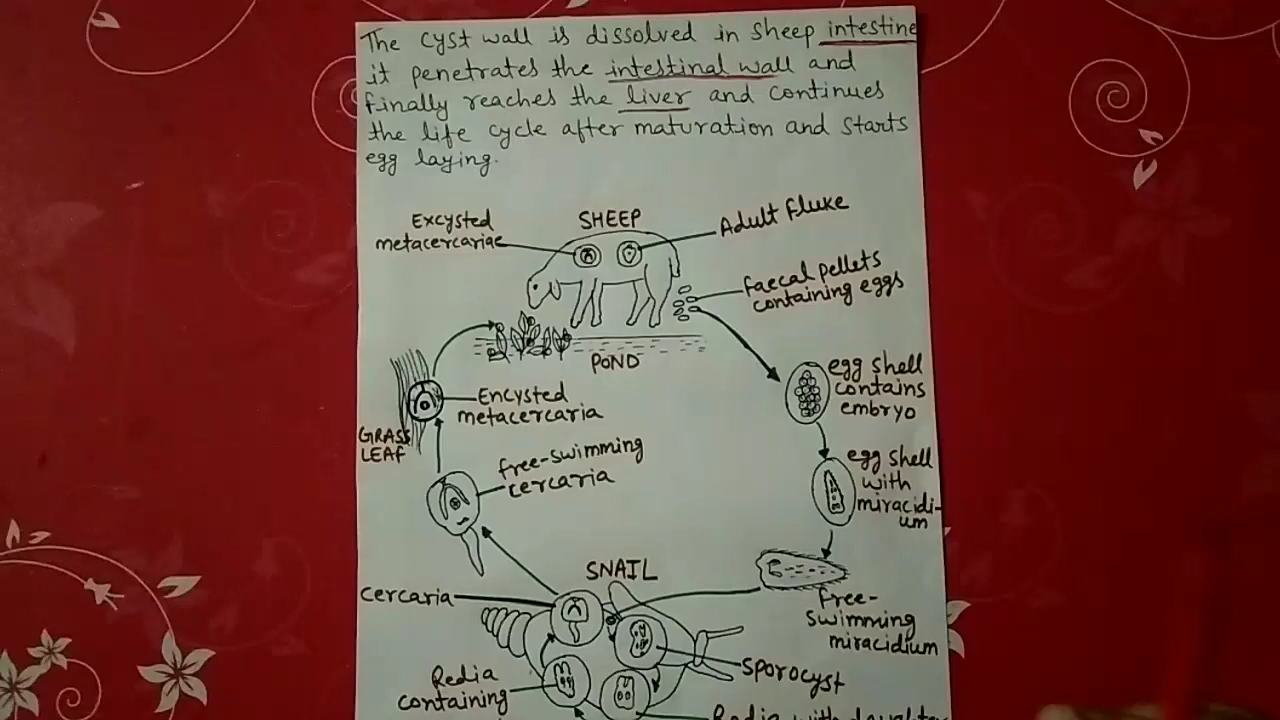 The cyst wall is dissolved in sheep intestine
it penetrates the intestinal wall and
finally reaches the liver and continues
the life cycle after maturation and starts
egg laying.
Excysted
metacercariae
SHEEP
Adult fluke
faecal pellets
containing eggs
POND
egg shell
contains
embryo
Encysted
metacercaria
GRASS
LEAF
free-swimming
cercaria
egg shell
with
miracidi-
um
SNAIL
cercaria
free-
swimming
miracidium
sporocyst
Redia
containing
Redia with daughter